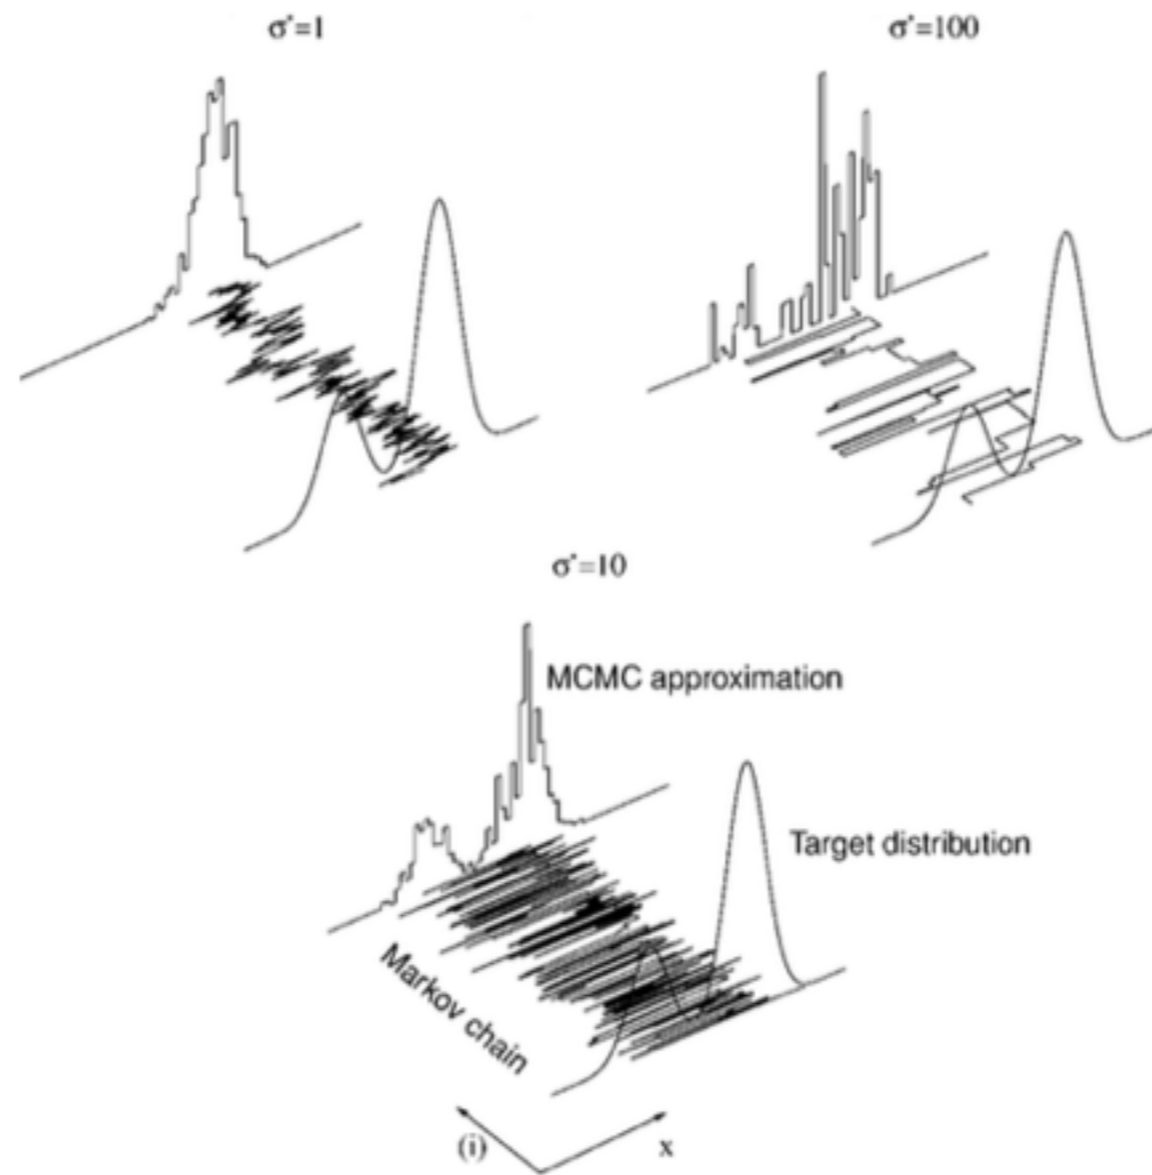 σ*=1
σ*=100
σ*=10
MCMC approximation
Target distribution
Markov chain
(i)
x